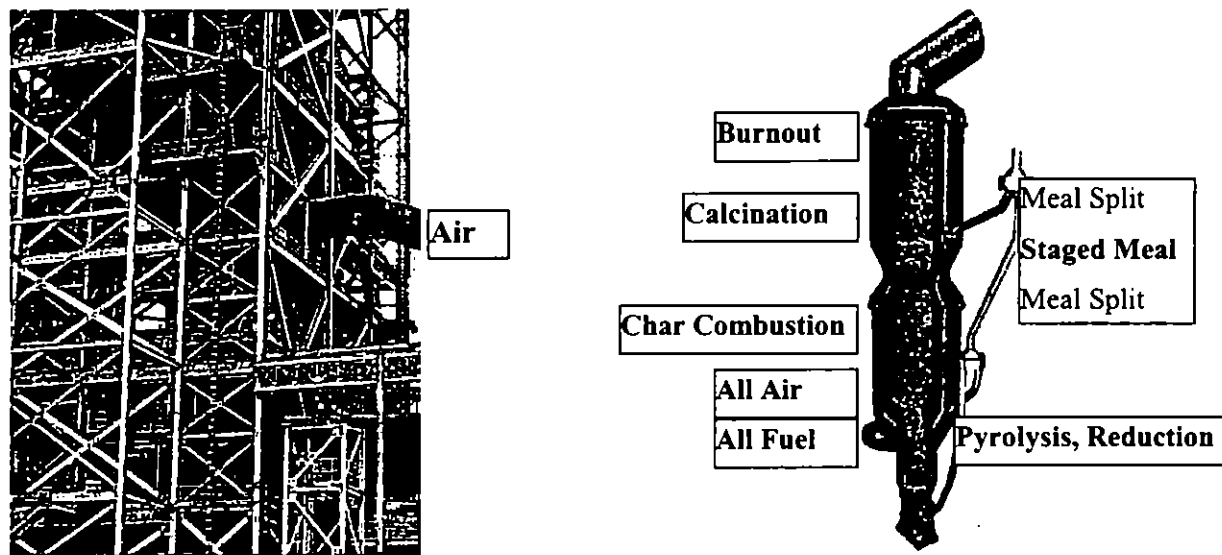 Air
Burnout
Calcination
Char Combustion
All Air
All Fuel
Meal Split
Staged Meal
Meal Split
Pyrolysis, Reduction